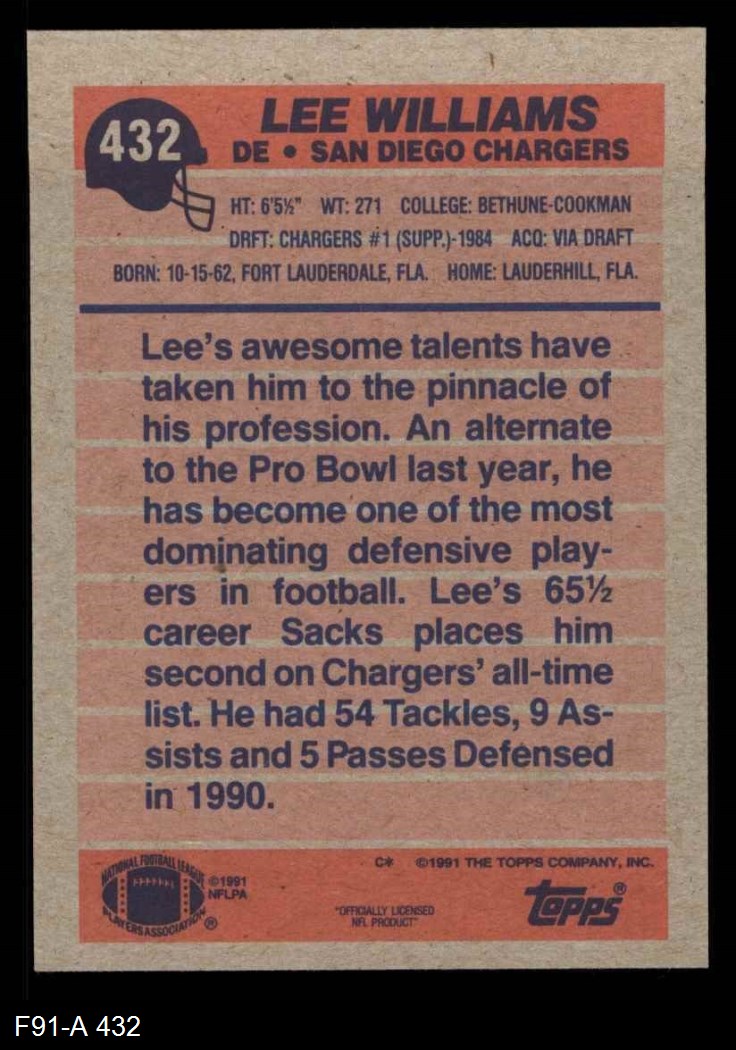 432
LEE WILLIAMS
DE • SAN DIEGO CHARGERS
HT: 6'5½" WT: 271 COLLEGE: BETHUNE-COOKMAN
DRFT: CHARGERS #1 (SUPP.)-1984 ACQ: VIA DRAFT
BORN: 10-15-62, FORT LAUDERDALE, FLA. HOME: LAUDERHILL, FLA.
Lee's awesome talents have
taken him to the pinnacle of
his profession. An alternate
to the Pro Bowl last year, he
has become one of the most
dominating defensive play-
ers in football. Lee's 65½
career Sacks places him
second on Chargers' all-time
list. He had 54 Tackles, 9 As-
sists and 5 Passes Defensed
in 1990.
NATIONAL FOOTBALL LEAGUE
PLAYERS ASSOCIATION ®
©1991
NFLPA
C* ©1991 THE TOPPS COMPANY, INC.
"OFFICIALLY LICENSED
NFL PRODUCT"
topps®
F91-A 432